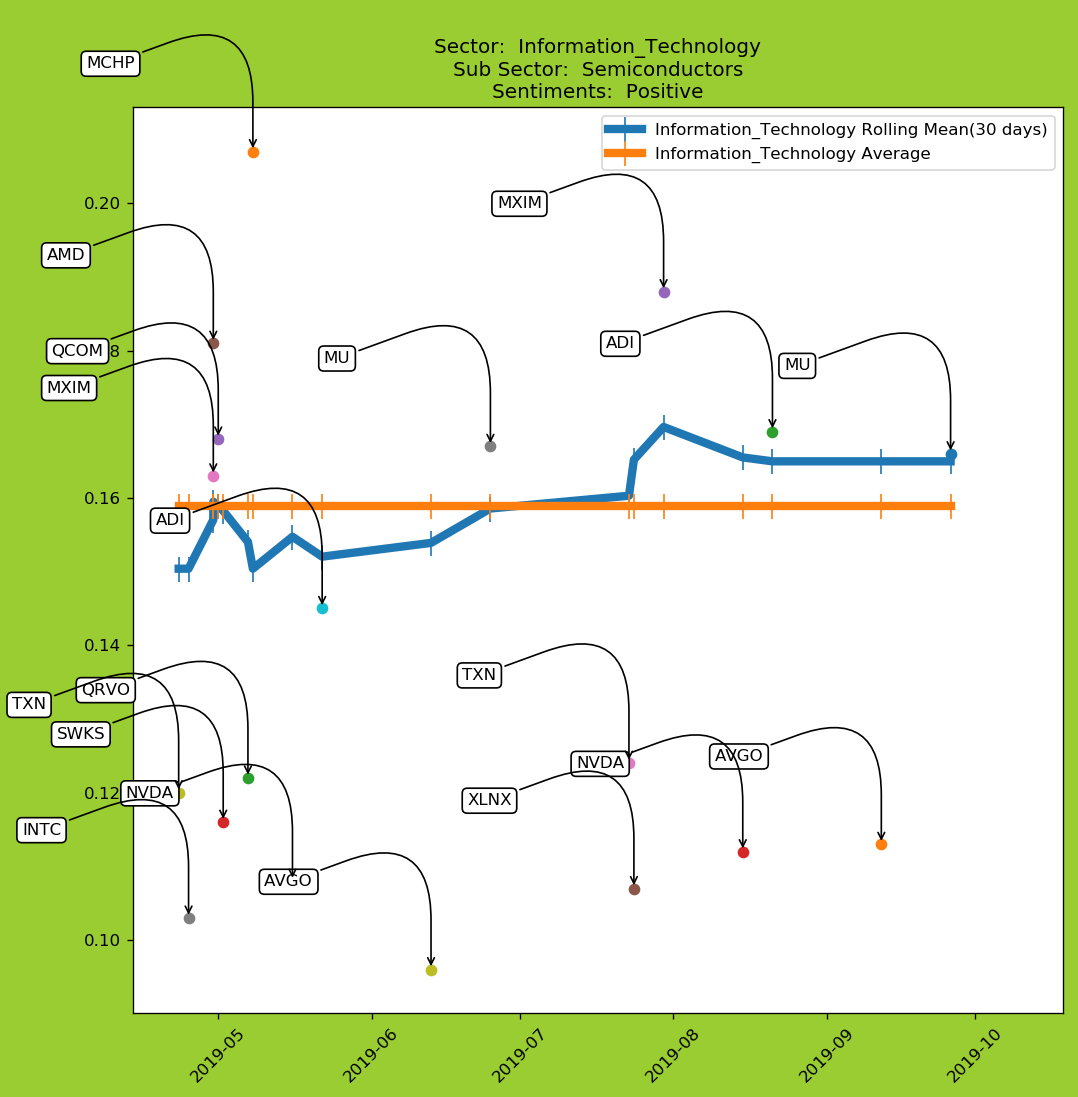 MCHP
Sector:  Information_Technology
Sub Sector:  Semiconductors
Sentiments:  Positive
Information_Technology Rolling Mean(30 days)
Information_Technology Average
0.20
MXIM
AMD
ADI
QCOM
8
MU
MU
MXIM
0.16
ADI
0.14
TXN
QRVO
TXN
SWKS
NVDA
AVGO
0.12
NVDA
XLNX
INTC
AVGO
0.10
2019-05
2019-06
2019-07
2019-08
2019-09
2019-10